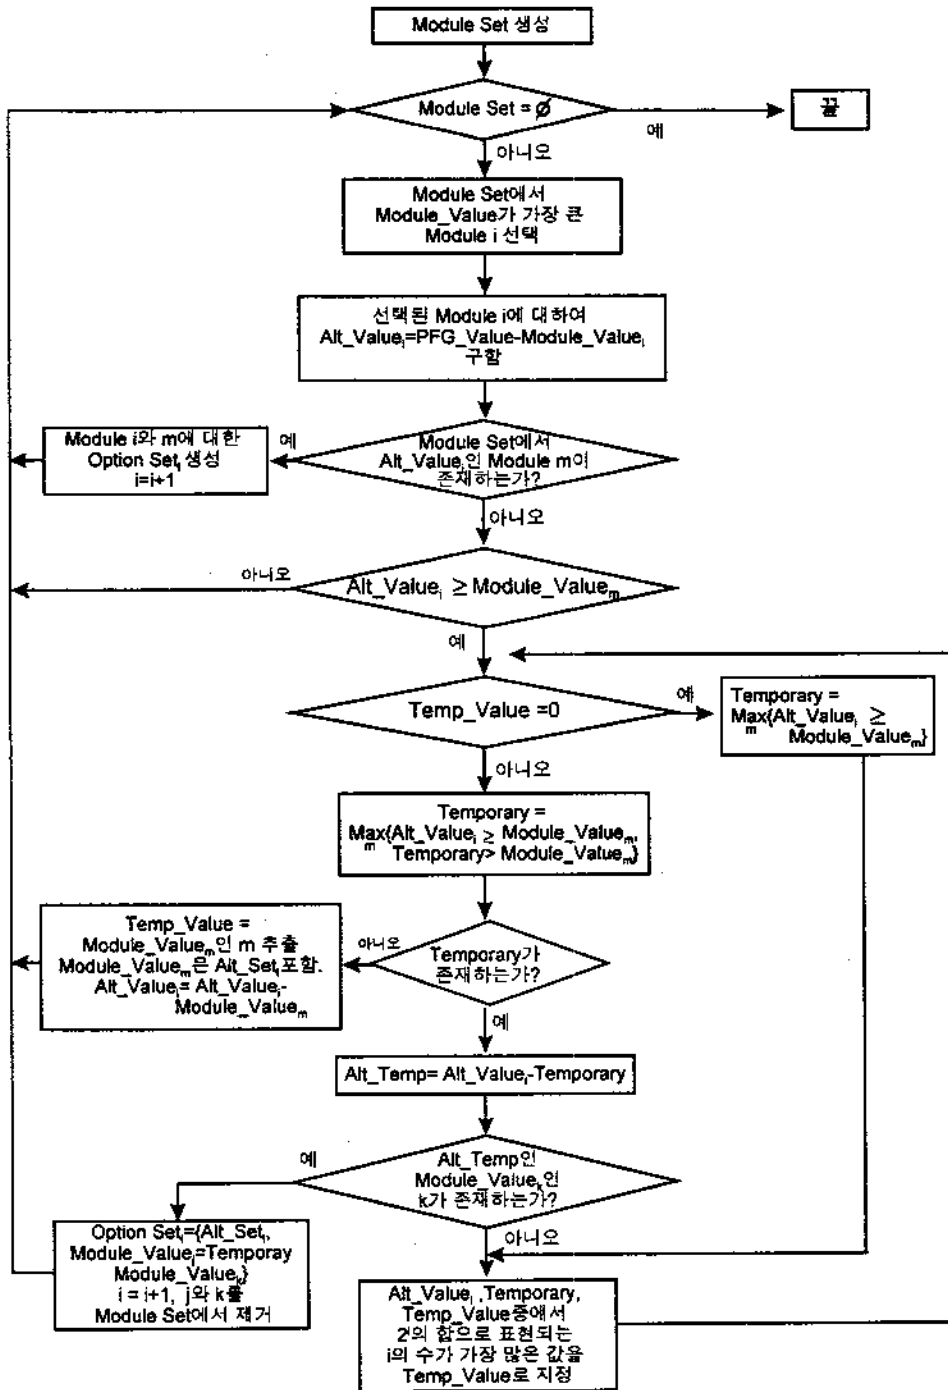 Module Set 생성
Module Set = Ø
예
끝
아니오
Module Set에서
Module_Value가 가장 큰
Module i 선택
선택된 Module i에 대하여
Alt_Valueᵢ=PFG_Value-Module_Valueᵢ
구함
Module i와 m에 대한
Option Setᵢ 생성
i=i+1
예
Module Set에서
Alt_Valueᵢ인 Module m이
존재하는가?
아니오
아니오
Alt_Valueᵢ ≥ Module_Valueₘ
예
Temp_Value =0
예
Temporary =
Max{Alt_Valueᵢ ≥
m
Module_Valueₘ}
아니오
Temporary =
Max{Alt_Valueᵢ ≥ Module_Valueₘ,
m
Temporary> Module_Valueₘ}
Temp_Value =
Module_Valueₘ인 m 추출
Module_Valueₘ은 Alt_Setᵢ포함.
Alt_Valueᵢ= Alt_Valueᵢ-
Module_Valueₘ
아니오
Temporary가
존재하는가?
예
Alt_Temp= Alt_Valueᵢ-Temporary
예
Alt_Temp인
Module_Valueₖ인
k가 존재하는가?
아니오
Option Setᵢ={Alt_Setᵢ,
Module_Valueⱼ=Temporay
Module_Valueₖ}
i = i+1, j와 k를
Module Set에서 제거
Alt_Valueᵢ ,Temporary,
Temp_Value중에서
2ⁱ의 합으로 표현되는
i의 수가 가장 많은 값을
Temp_Value로 지정